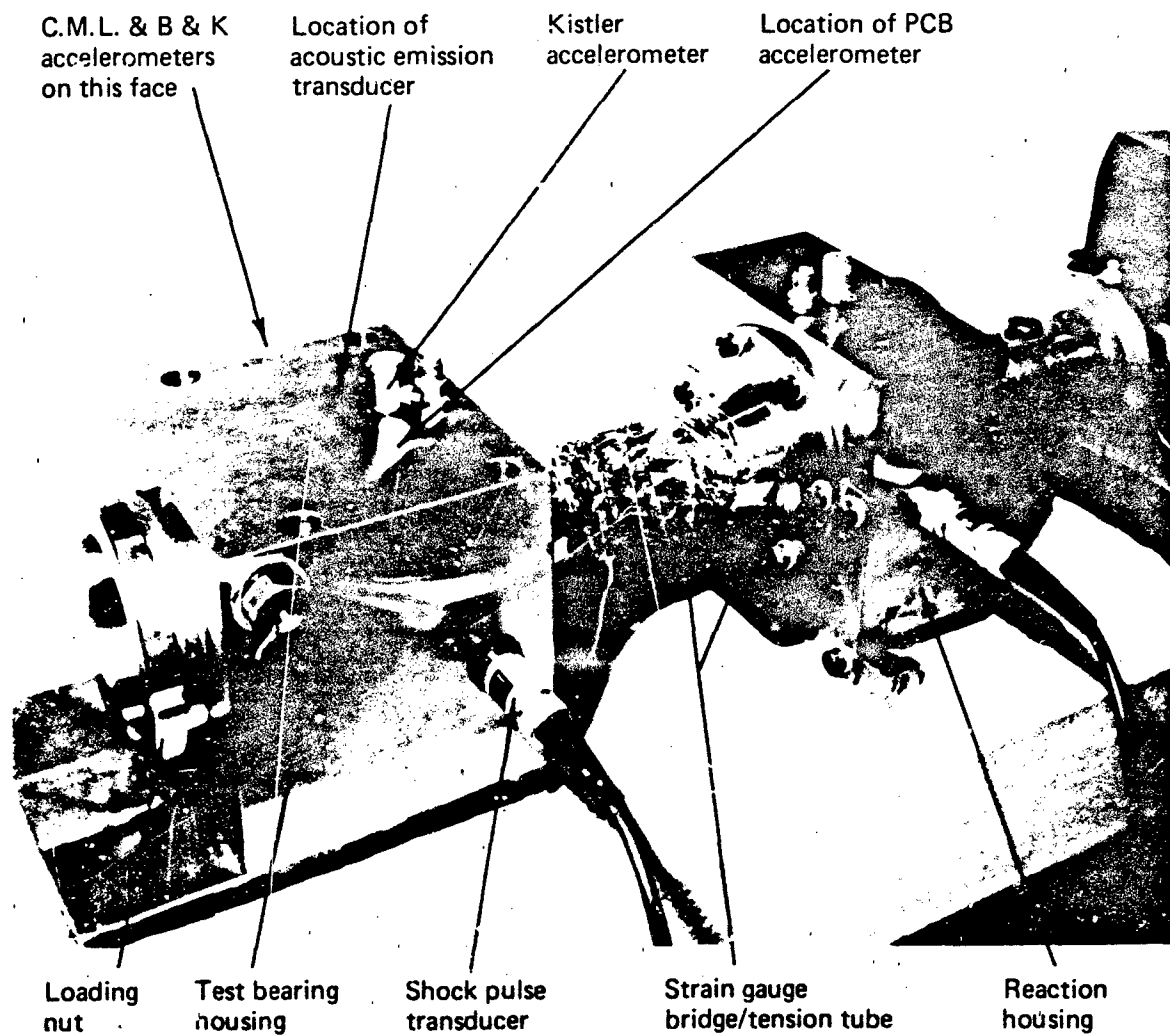 C.M.L. & B & K
accelerometers
on this face
Location of
acoustic emission
transducer
Kistler
accelerometer
Location of PCB
accelerometer
Loading
nut
Test bearing
housing
Shock pulse
transducer
Strain gauge
bridge/tension tube
Reaction
housing